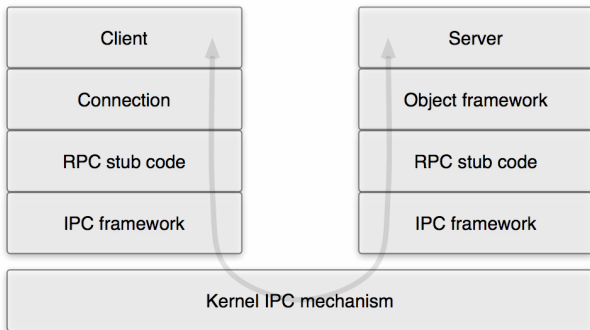 Client
Connection
RPC stub code
IPC framework
Server
Object framework
RPC stub code
IPC framework
Kernel IPC mechanism